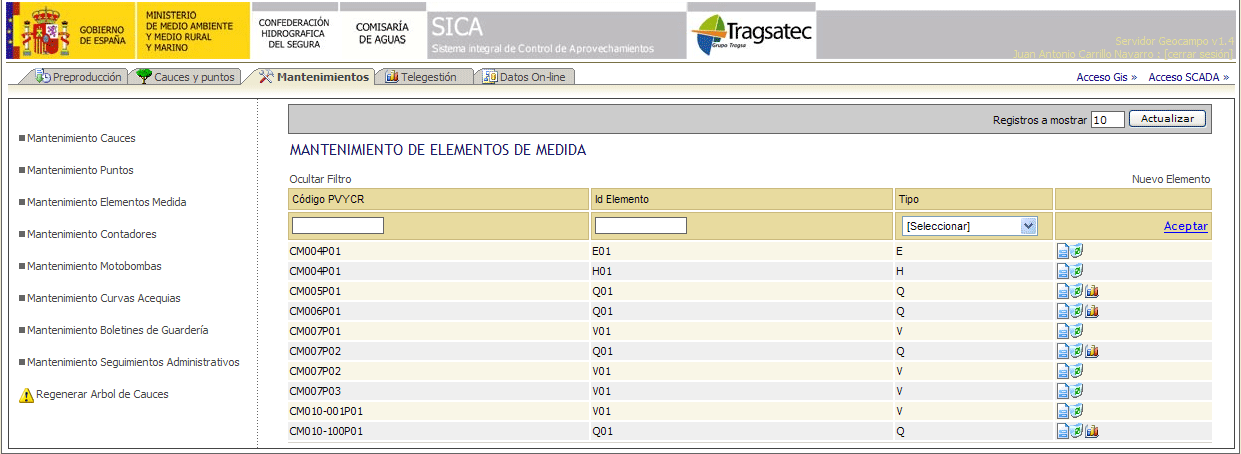 GOBIERNO
DE ESPAÑA
MINISTERIO
DE MEDIO AMBIENTE
Y MEDIO RURAL
Y MARINO
CONFEDERACIÓN
HIDROGRAFICA
DEL SEGURA
COMISARÍA
DE AGUAS
SICA
Sistema integral de Control de Aprovechamientos
Tragsatec
Grupo Tragsa
Servidor Geocampo v1.4
Juan Antonio Carrillo Navarro : [cerrar sesión]
Preproducción
Cauces y puntos
Mantenimientos
Telegestión
Datos On-line
Acceso Gis »
Acceso SCADA »
Mantenimiento Cauces
Mantenimiento Puntos
Mantenimiento Elementos Medida
Mantenimiento Contadores
Mantenimiento Motobombas
Mantenimiento Curvas Acequias
Mantenimiento Boletines de Guardería
Mantenimiento Seguimientos Administrativos
Regenerar Arbol de Cauces
Registros a mostrar 10 Actualizar
MANTENIMIENTO DE ELEMENTOS DE MEDIDA
Ocultar Filtro Nuevo Elemento
Código PVYCR Id Elemento Tipo
[Seleccionar] Aceptar
CM004P01 E01 E
CM004P01 H01 H
CM005P01 Q01 Q
CM006P01 Q01 Q
CM007P01 V01 V
CM007P02 Q01 Q
CM007P02 V01 V
CM007P03 V01 V
CM010-001P01 V01 V
CM010-100P01 Q01 Q